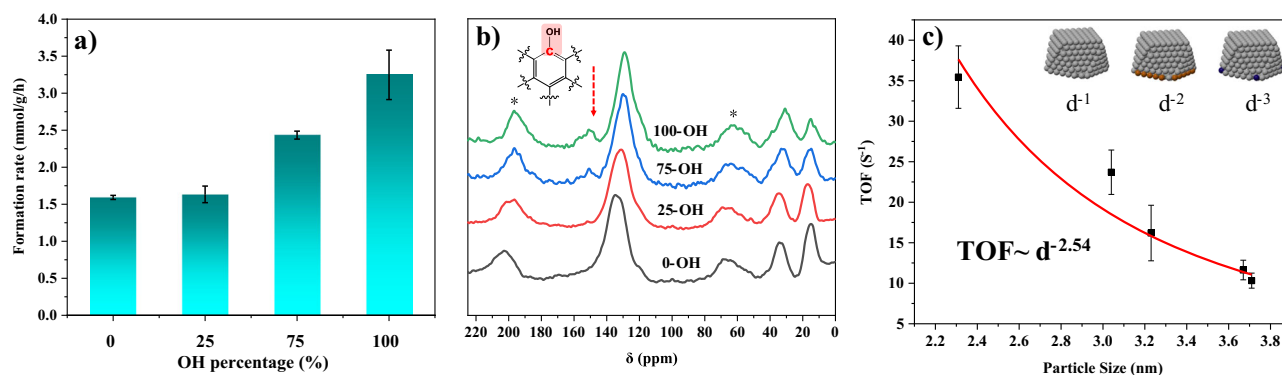 a)
Formation rate (mmol/g/h)
4.0
3.5
3.0
2.5
2.0
1.5
1.0
0.5
0.0
0 25 75 100
OH percentage (%)
b)
OH
C
*
*
100-OH
75-OH
25-OH
0-OH
220 200 180 160 140 120 100 80 60 40 20 0
δ (ppm)
c)
TOF (S-1)
40
35
30
25
20
15
10
5
d-1 d-2 d-3
TOF~ d-2.54
2.2 2.4 2.6 2.8 3.0 3.2 3.4 3.6 3.8
Particle Size (nm)